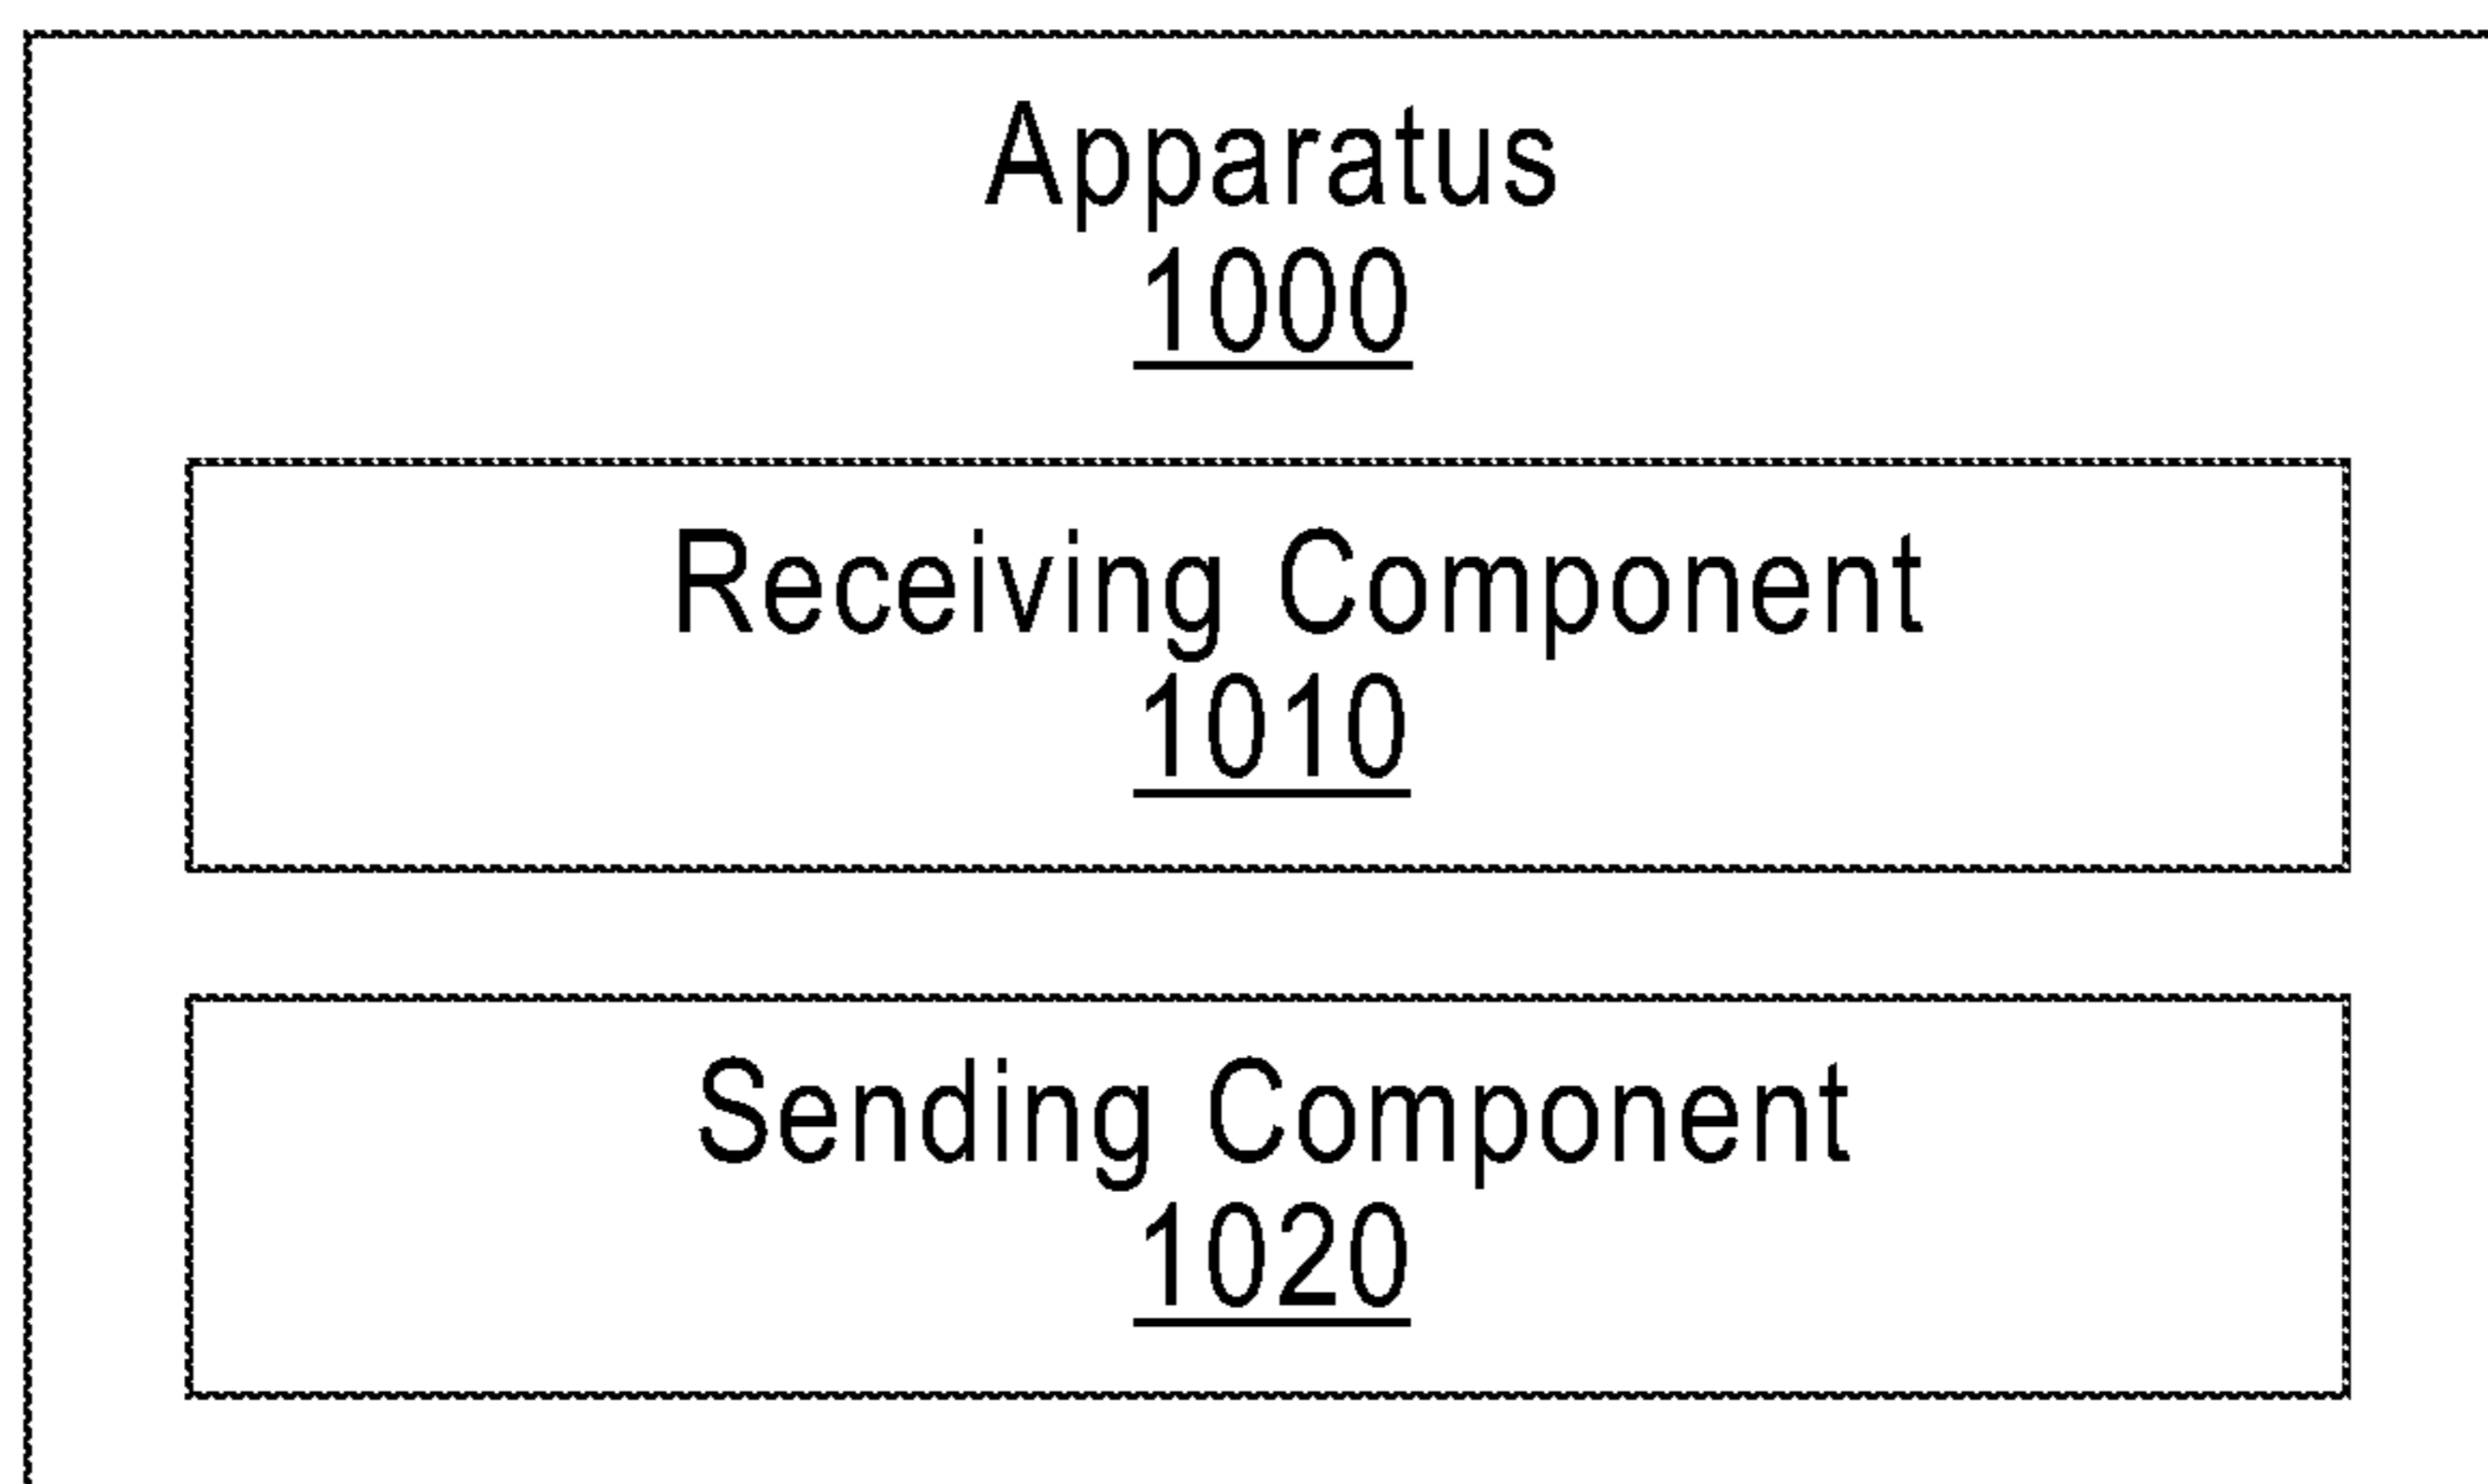 Apparatus
1000
Receiving Component
1010
Sending Component
1020